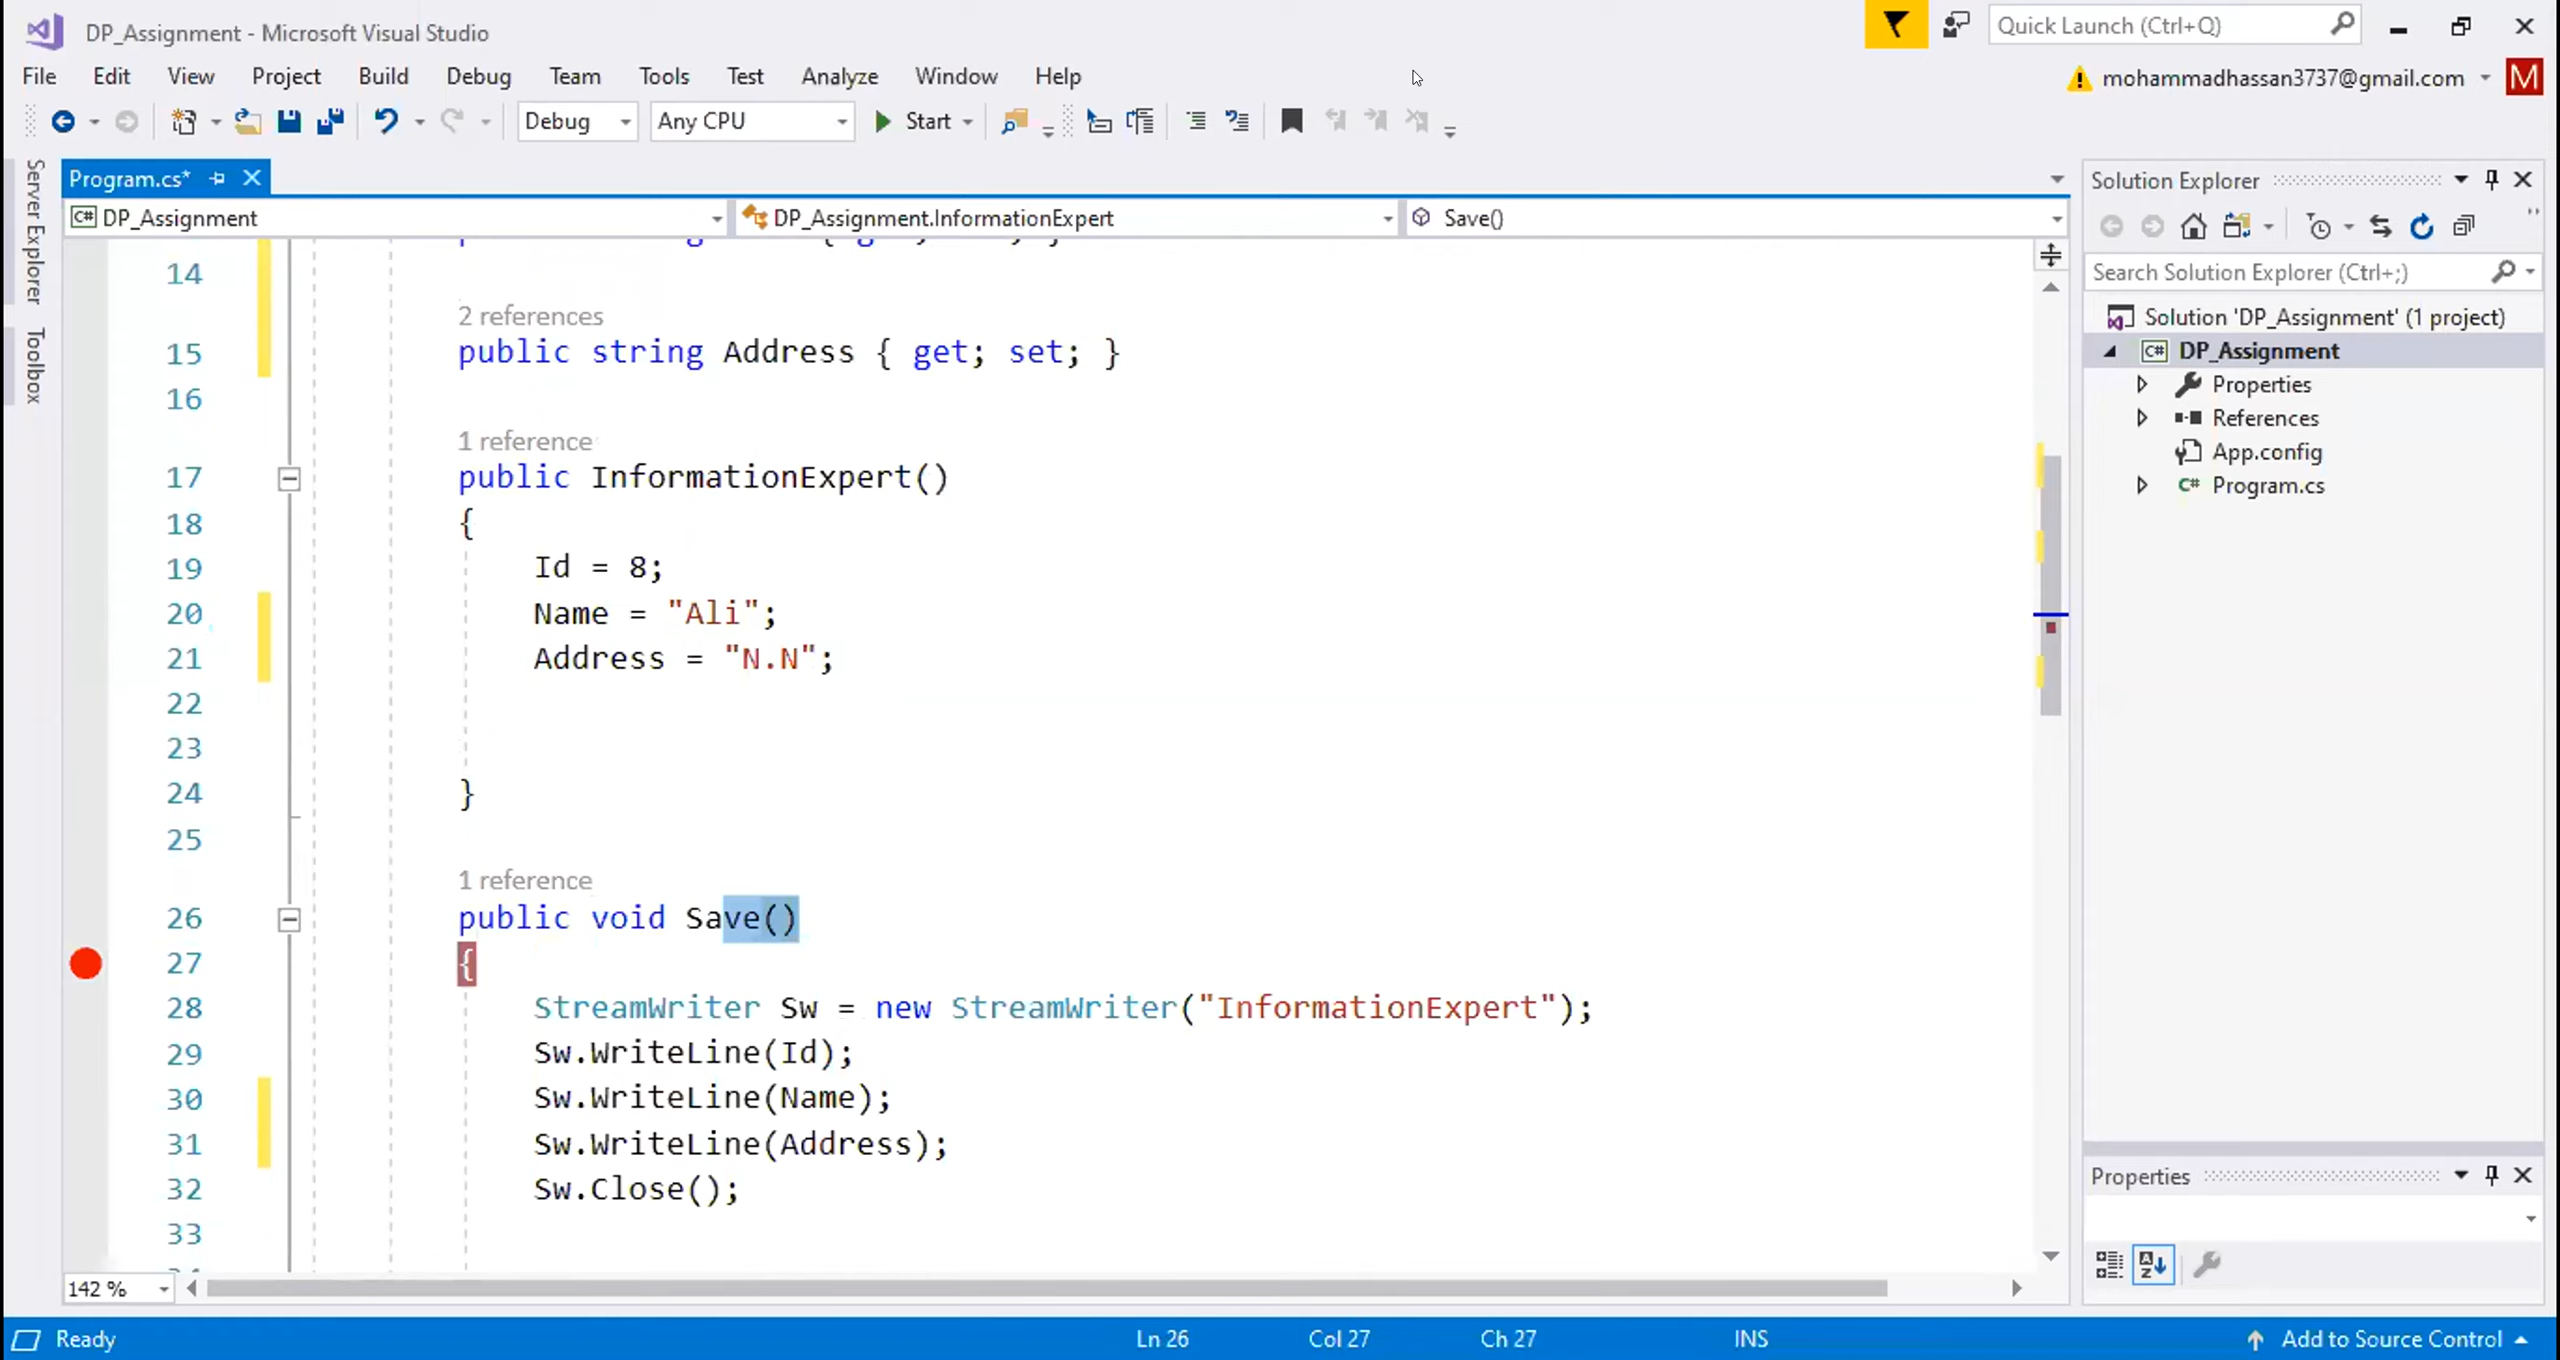 DP_Assignment - Microsoft Visual Studio
Quick Launch (Ctrl+Q)
File Edit View Project Build Debug Team Tools Test Analyze Window Help
mohammadhassan3737@gmail.com M
Debug Any CPU Start
Server Explorer
Toolbox
Program.cs*
DP_Assignment DP_Assignment.InformationExpert Save()
14
2 references
15 public string Address { get; set; }
16
1 reference
17 public InformationExpert()
18 {
19 Id = 8;
20 Name = "Ali";
21 Address = "N.N";
22
23
24 }
25
1 reference
26 public void Save()
27 {
28 StreamWriter Sw = new StreamWriter("InformationExpert");
29 Sw.WriteLine(Id);
30 Sw.WriteLine(Name);
31 Sw.WriteLine(Address);
32 Sw.Close();
33
142 %
Solution Explorer
Search Solution Explorer (Ctrl+;)
Solution 'DP_Assignment' (1 project)
C# DP_Assignment
Properties
References
App.config
C# Program.cs
Properties
Ready Ln 26 Col 27 Ch 27 INS Add to Source Control